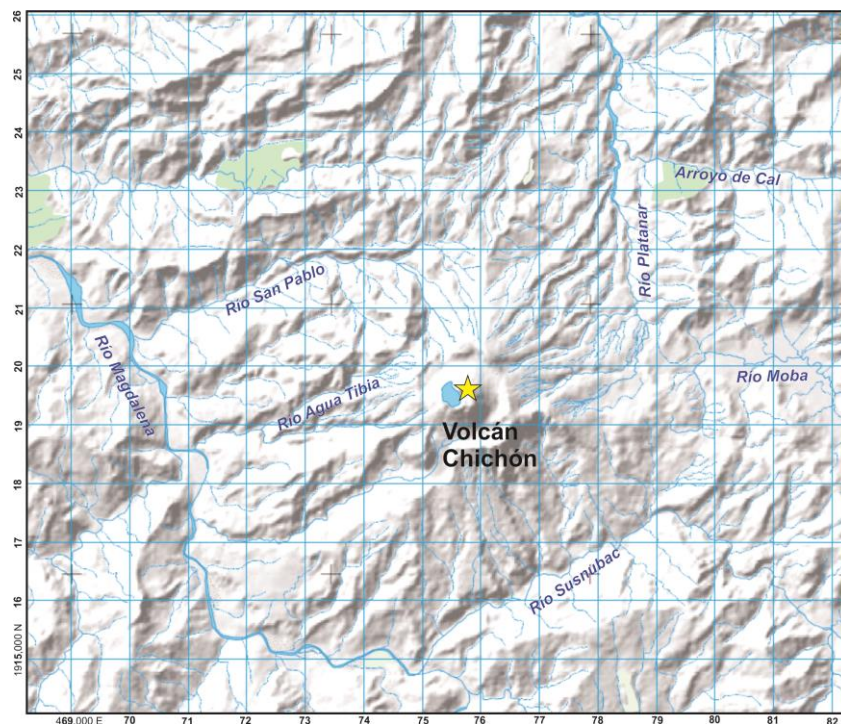 26
25
24
23
22
21
20
19
18
17
16
1915,000 N
Arroyo de Cal
Río Platanar
Río San Pablo
Río Magdalena
Río Moba
Río Agua Tibia
Volcán
Chichón
Río Susnúbac
469,000 E 70 71 72 73 74 75 76 77 78 79 80 81 82